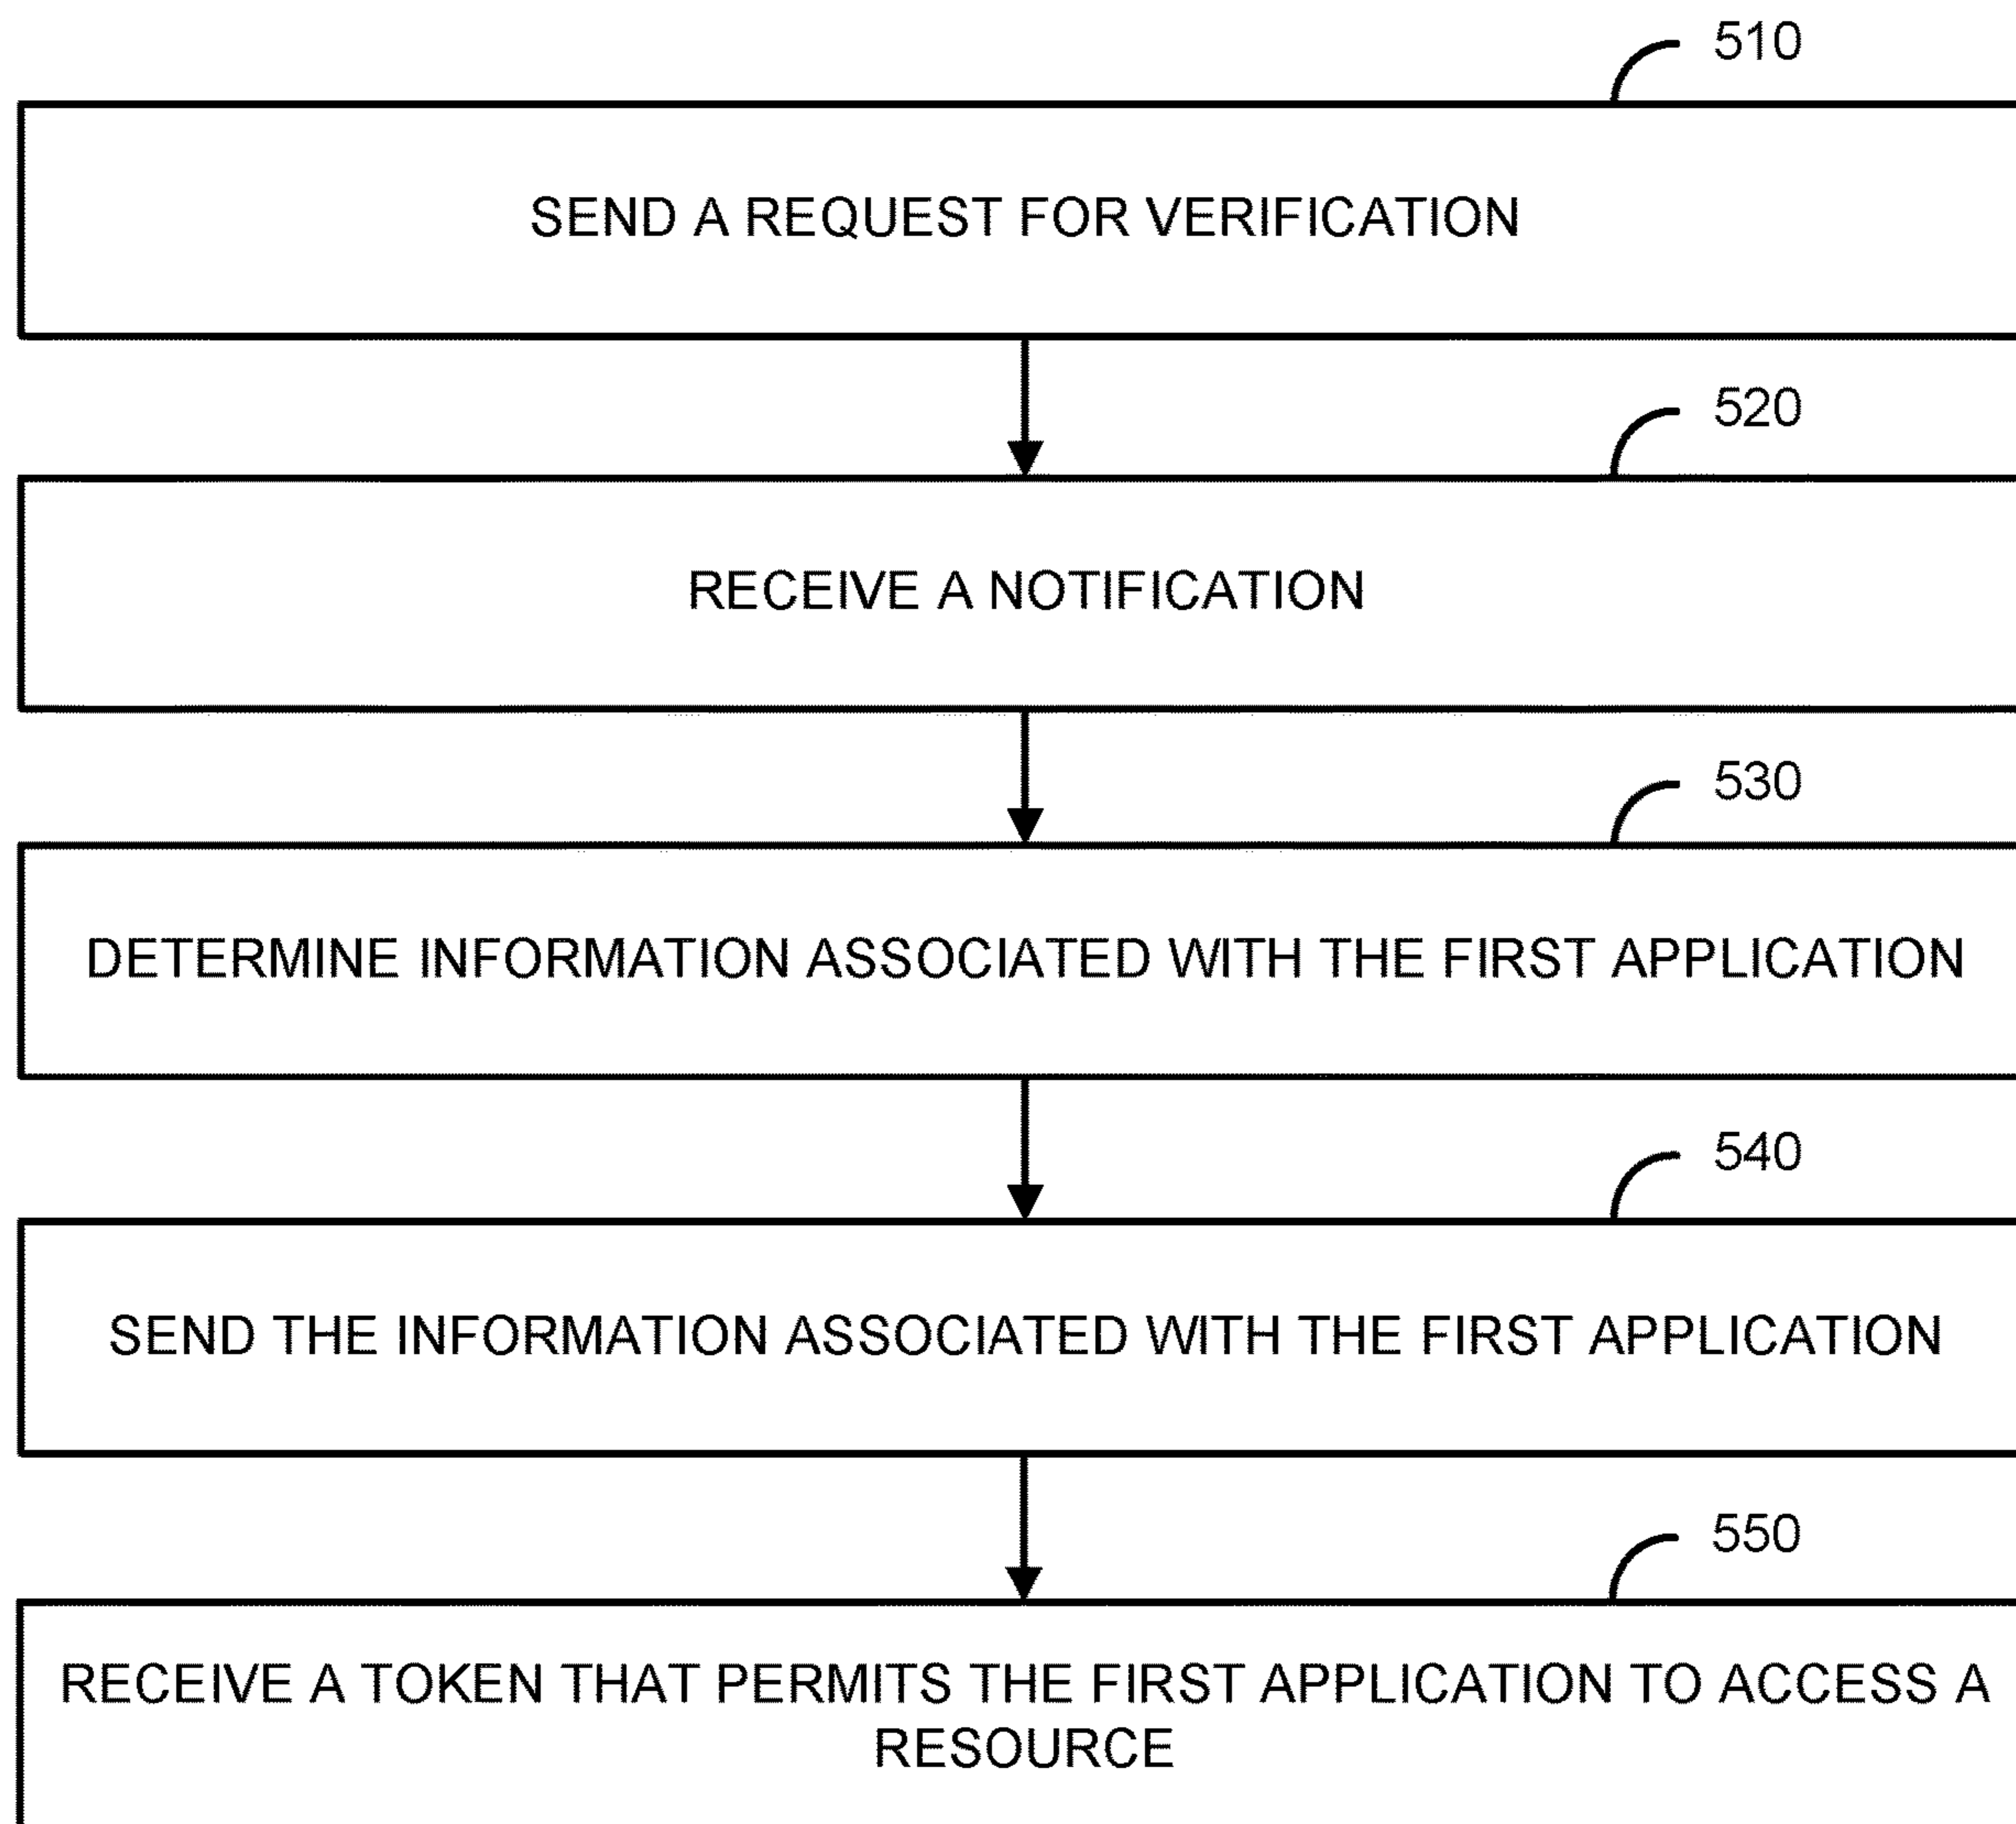 510
SEND A REQUEST FOR VERIFICATION
520
RECEIVE A NOTIFICATION
530
DETERMINE INFORMATION ASSOCIATED WITH THE FIRST APPLICATION
540
SEND THE INFORMATION ASSOCIATED WITH THE FIRST APPLICATION
550
RECEIVE A TOKEN THAT PERMITS THE FIRST APPLICATION TO ACCESS A
RESOURCE